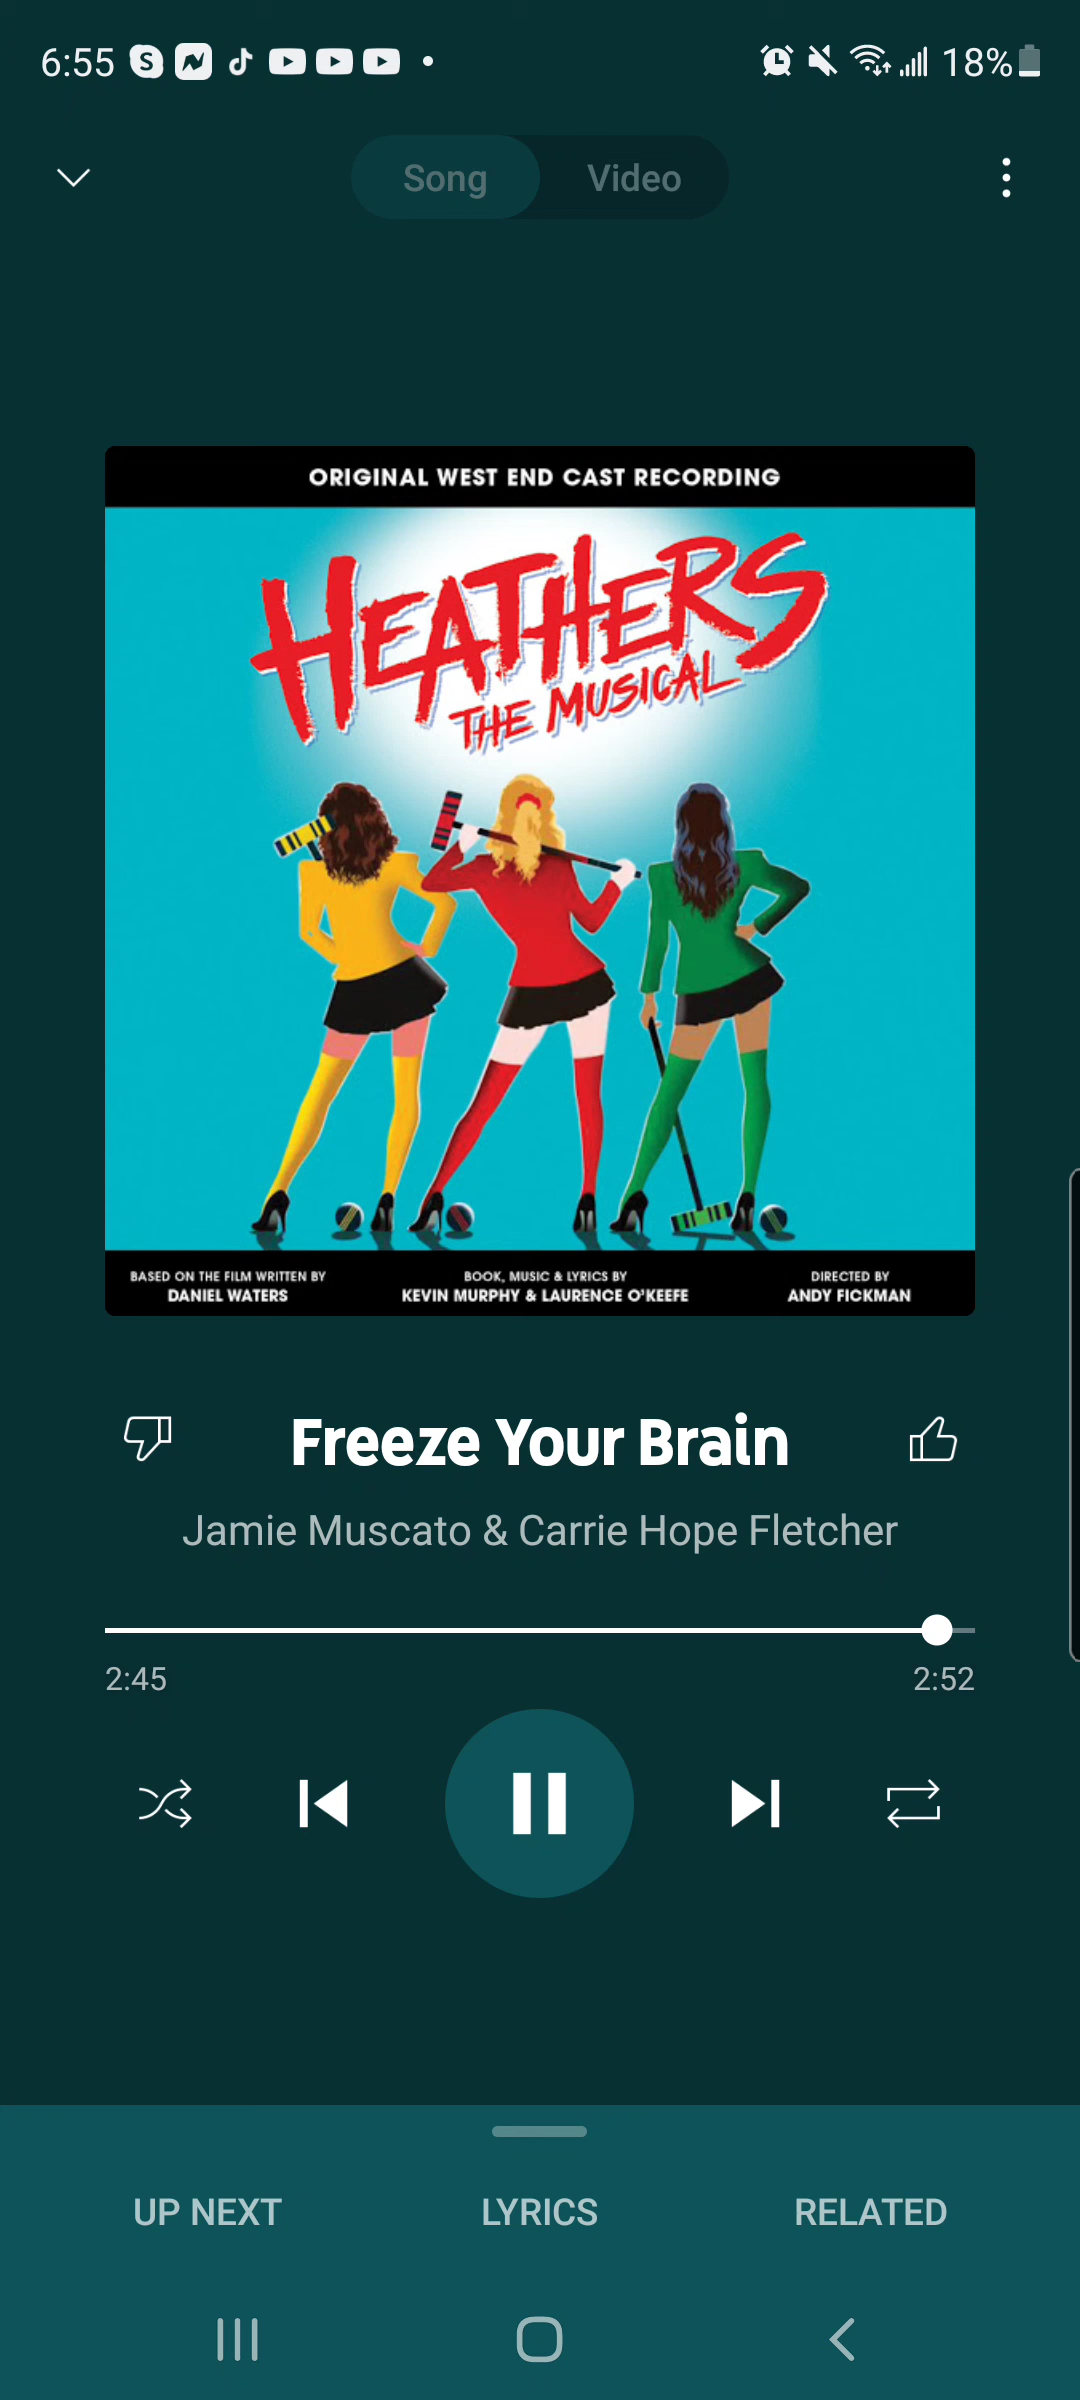 6:55
18%
Song Video
ORIGINAL WEST END CAST RECORDING
HEATHERS
THE MUSICAL
BASED ON THE FILM WRITTEN BY
DANIEL WATERS
BOOK, MUSIC & LYRICS BY
KEVIN MURPHY & LAURENCE O'KEEFE
DIRECTED BY
ANDY FICKMAN
Freeze Your Brain
Jamie Muscato & Carrie Hope Fletcher
2:45 2:52
UP NEXT LYRICS RELATED